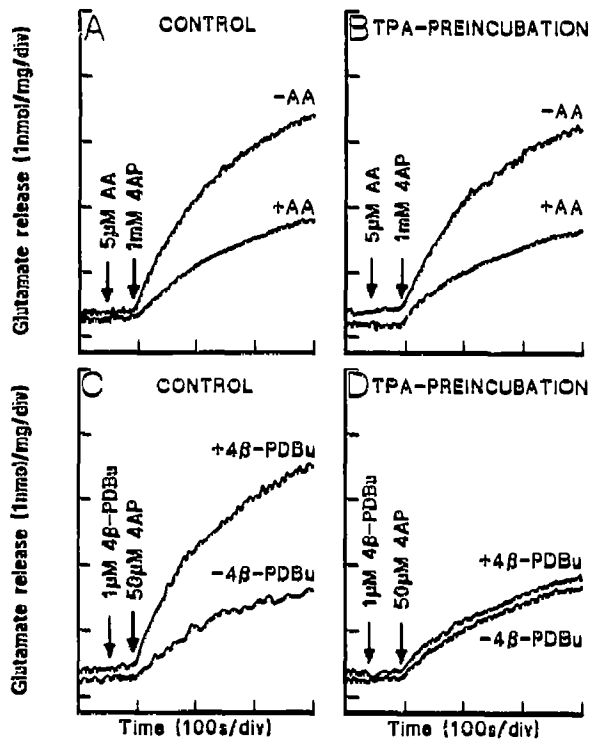 A CONTROL
Glutamate release (1nmol/mg/div)
5µM AA
1mM 4AP
-AA
+AA
B TPA-PREINCUBATION
5µM AA
1mM 4AP
-AA
+AA
C CONTROL
Glutamate release (1nmol/mg/div)
1µM 4β-PDBu
50µM 4AP
+4β-PDBu
-4β-PDBu
Time (100s/div)
D TPA-PREINCUBATION
1µM 4β-PDBu
50µM 4AP
+4β-PDBu
-4β-PDBu
Time (100s/div)